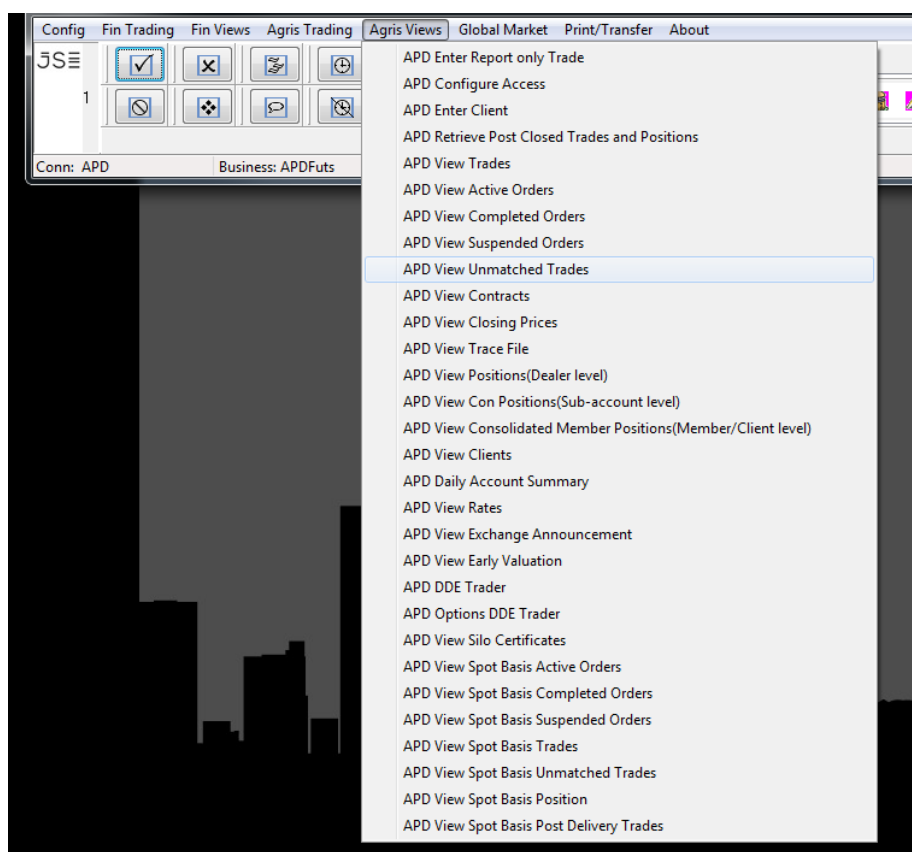 Config Fin Trading Fin Views Agris Trading Agris Views Global Market Print/Transfer About
JSE
1
Conn: APD Business: APDFuts
APD Enter Report only Trade
APD Configure Access
APD Enter Client
APD Retrieve Post Closed Trades and Positions
APD View Trades
APD View Active Orders
APD View Completed Orders
APD View Suspended Orders
APD View Unmatched Trades
APD View Contracts
APD View Closing Prices
APD View Trace File
APD View Positions(Dealer level)
APD View Con Positions(Sub-account level)
APD View Consolidated Member Positions(Member/Client level)
APD View Clients
APD Daily Account Summary
APD View Rates
APD View Exchange Announcement
APD View Early Valuation
APD DDE Trader
APD Options DDE Trader
APD View Silo Certificates
APD View Spot Basis Active Orders
APD View Spot Basis Completed Orders
APD View Spot Basis Suspended Orders
APD View Spot Basis Trades
APD View Spot Basis Unmatched Trades
APD View Spot Basis Position
APD View Spot Basis Post Delivery Trades